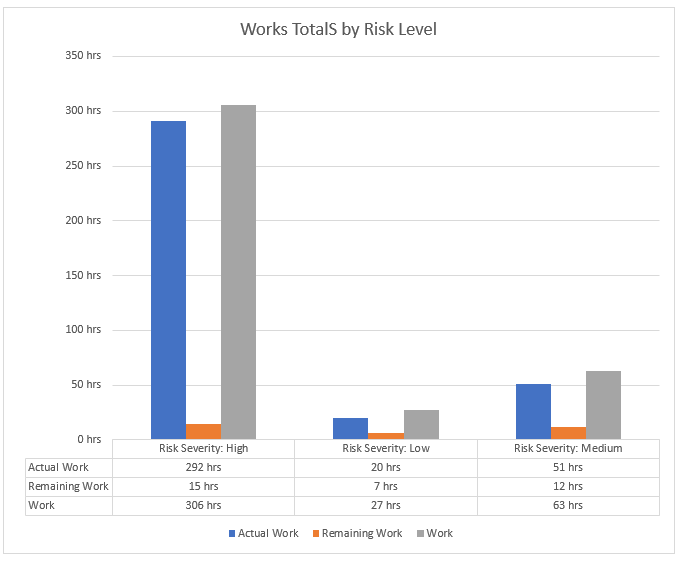 Works TotalS by Risk Level
350 hrs
300 hrs
250 hrs
200 hrs
150 hrs
100 hrs
50 hrs
0 hrs
Risk Severity: High Risk Severity: Low Risk Severity: Medium
Actual Work 292 hrs 20 hrs 51 hrs
Remaining Work 15 hrs 7 hrs 12 hrs
Work 306 hrs 27 hrs 63 hrs
Actual Work Remaining Work Work